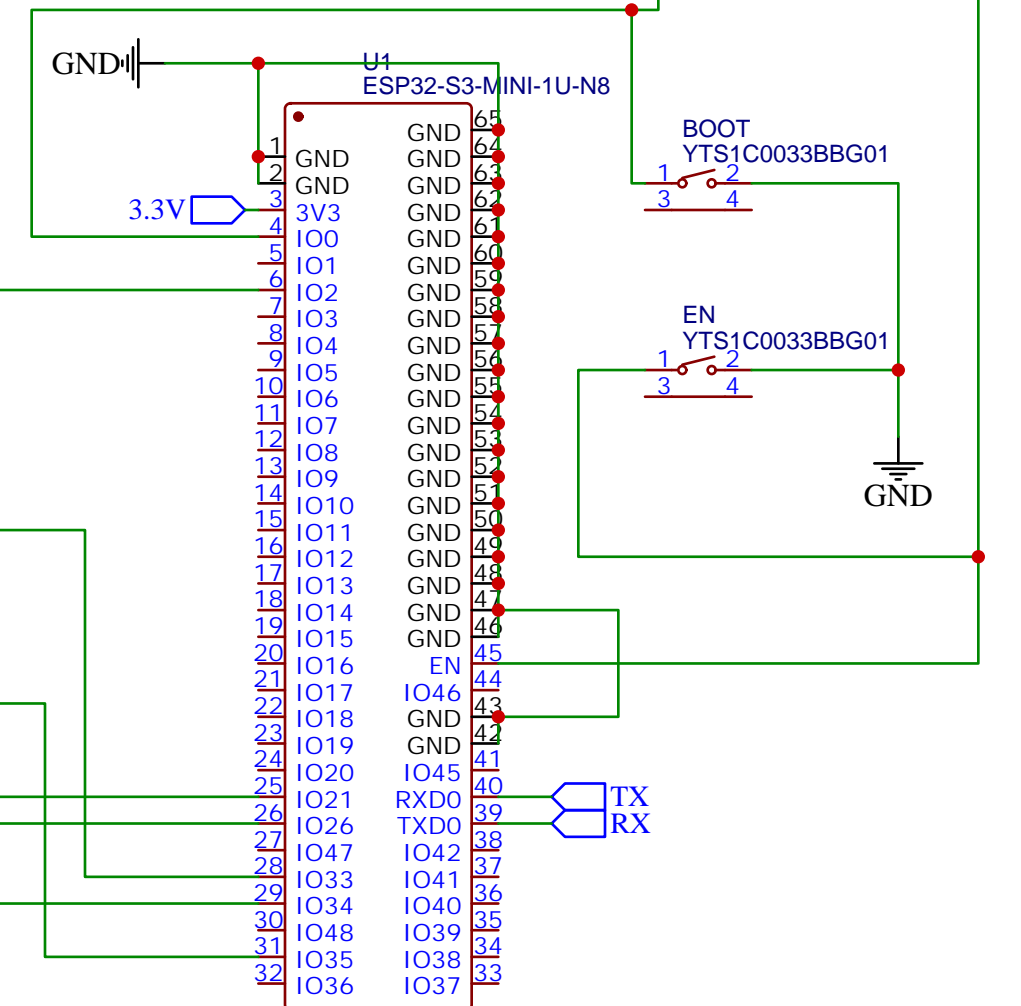 GND
U1
ESP32-S3-MINI-1U-N8
BOOT
YTS1C0033BBG01
1 2
3 4
EN
YTS1C0033BBG01
1 2
3 4
GND
3.3V
TX
RX
1 GND
2 GND
3 3V3
4 IO0
5 IO1
6 IO2
7 IO3
8 IO4
9 IO5
10 IO6
11 IO7
12 IO8
13 IO9
14 IO10
15 IO11
16 IO12
17 IO13
18 IO14
19 IO15
20 IO16
21 IO17
22 IO18
23 IO19
24 IO20
25 IO21
26 IO26
27 IO47
28 IO33
29 IO34
30 IO48
31 IO35
32 IO36
GND 65
GND 64
GND 63
GND 62
GND 61
GND 60
GND 59
GND 58
GND 57
GND 56
GND 55
GND 54
GND 53
GND 52
GND 51
GND 50
GND 49
GND 48
GND 47
GND 46
EN 45
IO46 44
GND 43
GND 42
IO45 41
RXD0 40
TXD0 39
IO42 38
IO41 37
IO40 36
IO39 35
IO38 34
IO37 33